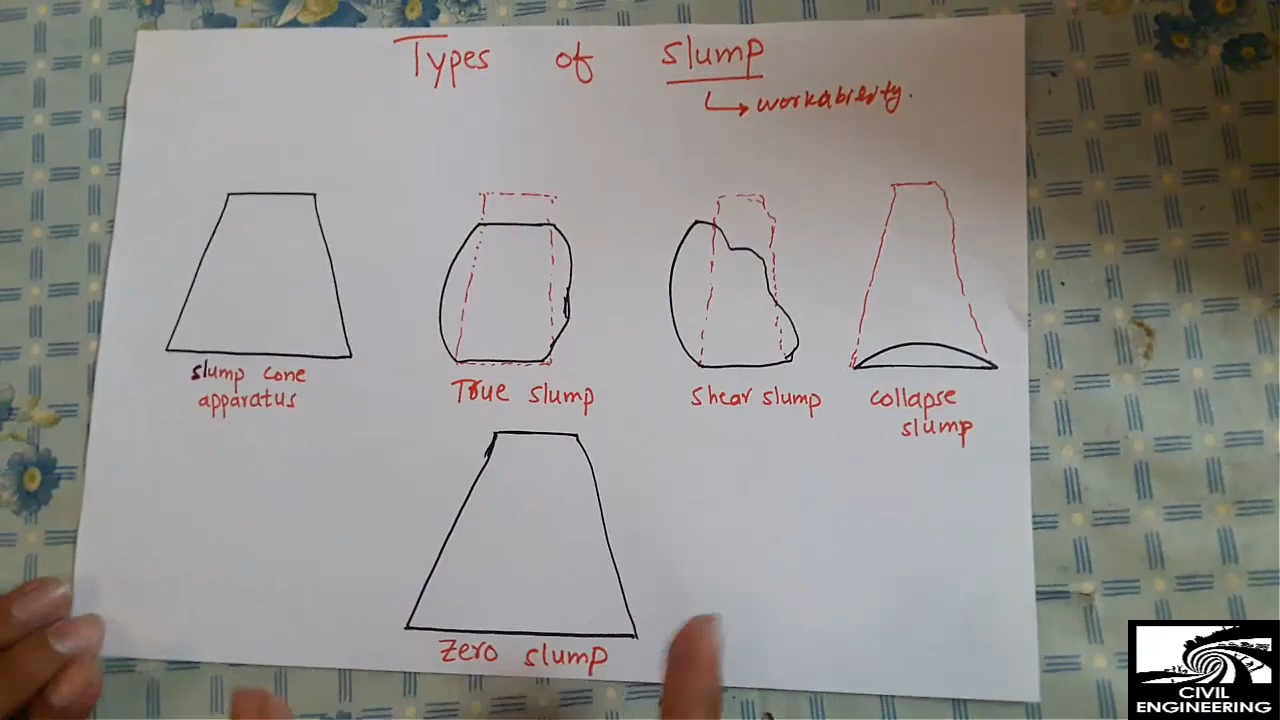 Types of slump
workability.
slump cone
apparatus
True slump
shear slump
collapse
slump
Zero slump
CIVIL
ENGINEERING